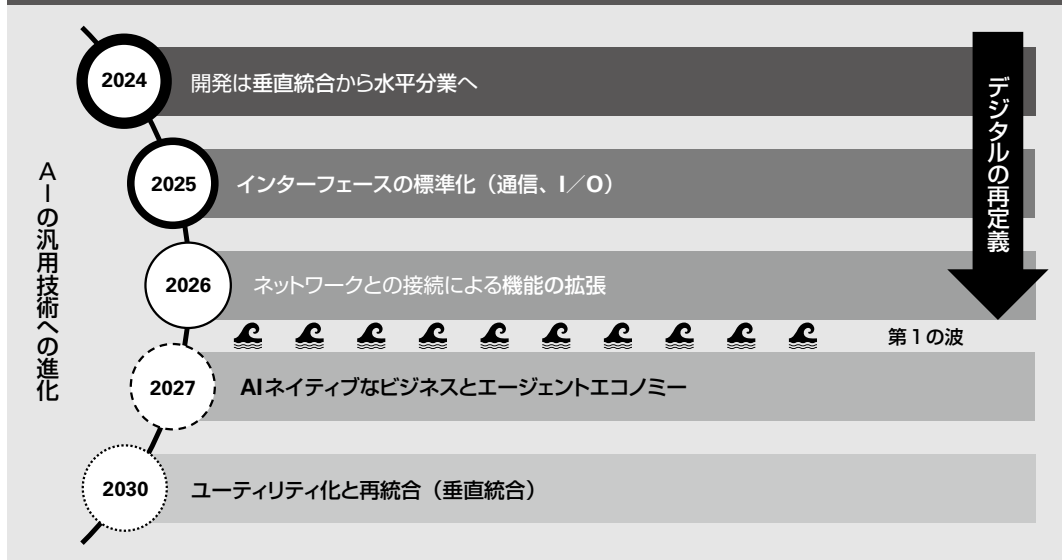 AIの汎用技術への進化
2024
開発は垂直統合から水平分業へ
2025
インターフェースの標準化（通信、I／O）
2026
ネットワークとの接続による機能の拡張
第1の波
2027
AIネイティブなビジネスとエージェントエコノミー
2030
ユーティリティ化と再統合（垂直統合）
デジタルの再定義